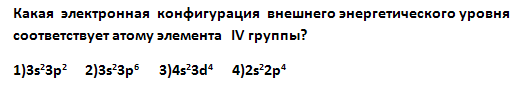 Какая электронная конфигурация внешнего энергетического уровня
соответствует атому элемента IV группы?
1)3s²3p² 2)3s²3p⁶ 3)4s²3d⁴ 4)2s²2p⁴